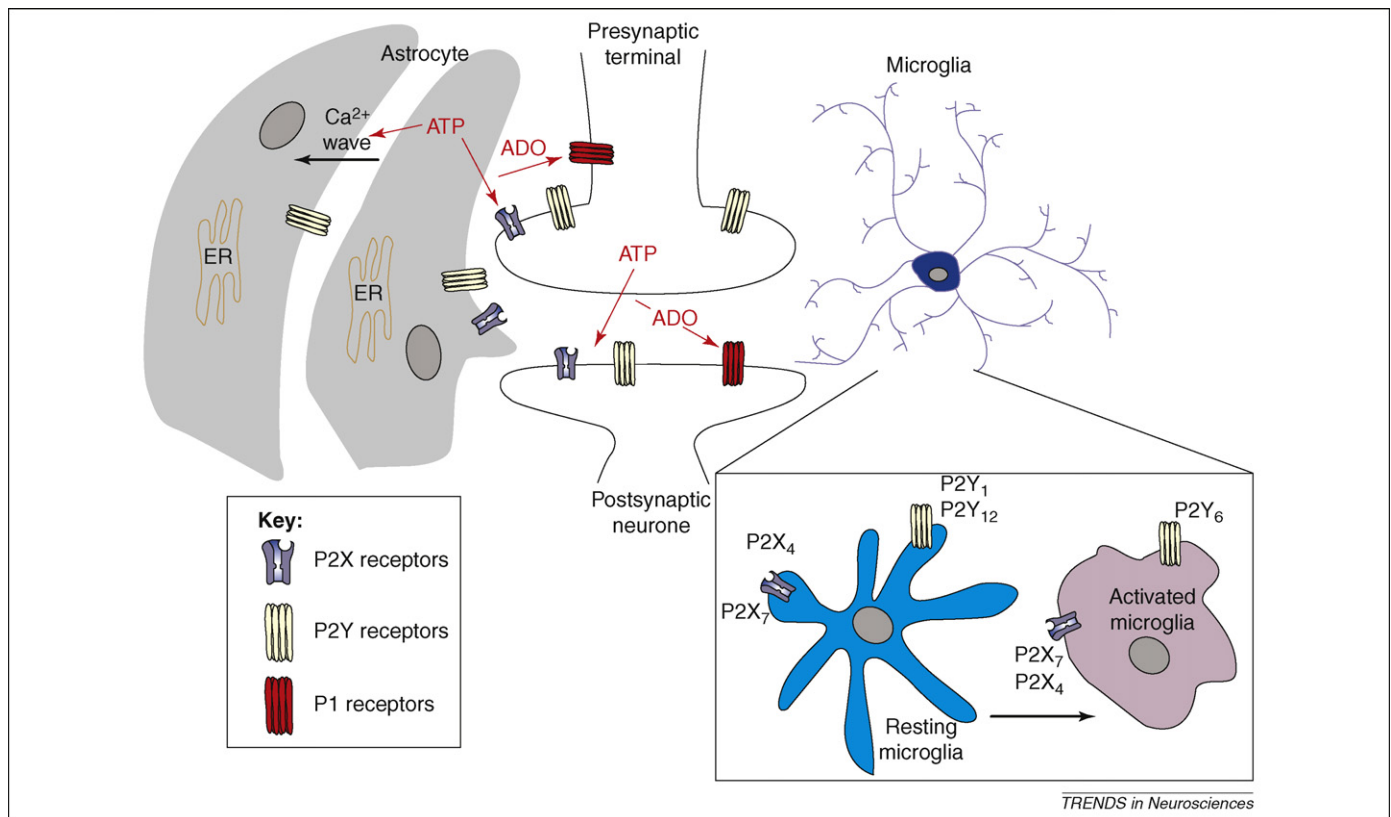 Astrocyte
Presynaptic
terminal
Microglia
Ca²⁺
wave
ATP
ADO
ER
ER
ATP
ADO
Postsynaptic
neurone
Key:
P2X receptors
P2Y receptors
P1 receptors
P2Y₁
P2Y₁₂
P2X₄
P2X₇
Resting
microglia
P2Y₆
Activated
microglia
P2X₇
P2X₄
TRENDS in Neurosciences